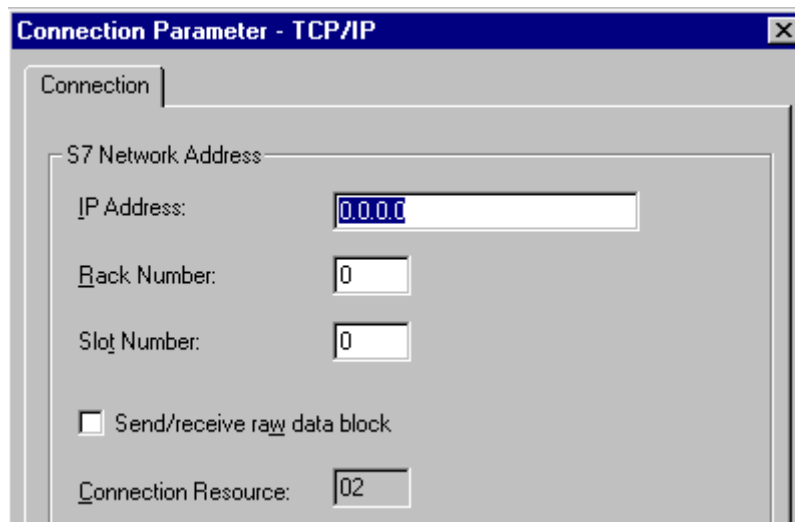 Connection Parameter - TCP/IP
Connection
S7 Network Address
IP Address: 0.0.0.0
Rack Number: 0
Slot Number: 0
Send/receive raw data block
Connection Resource: 02